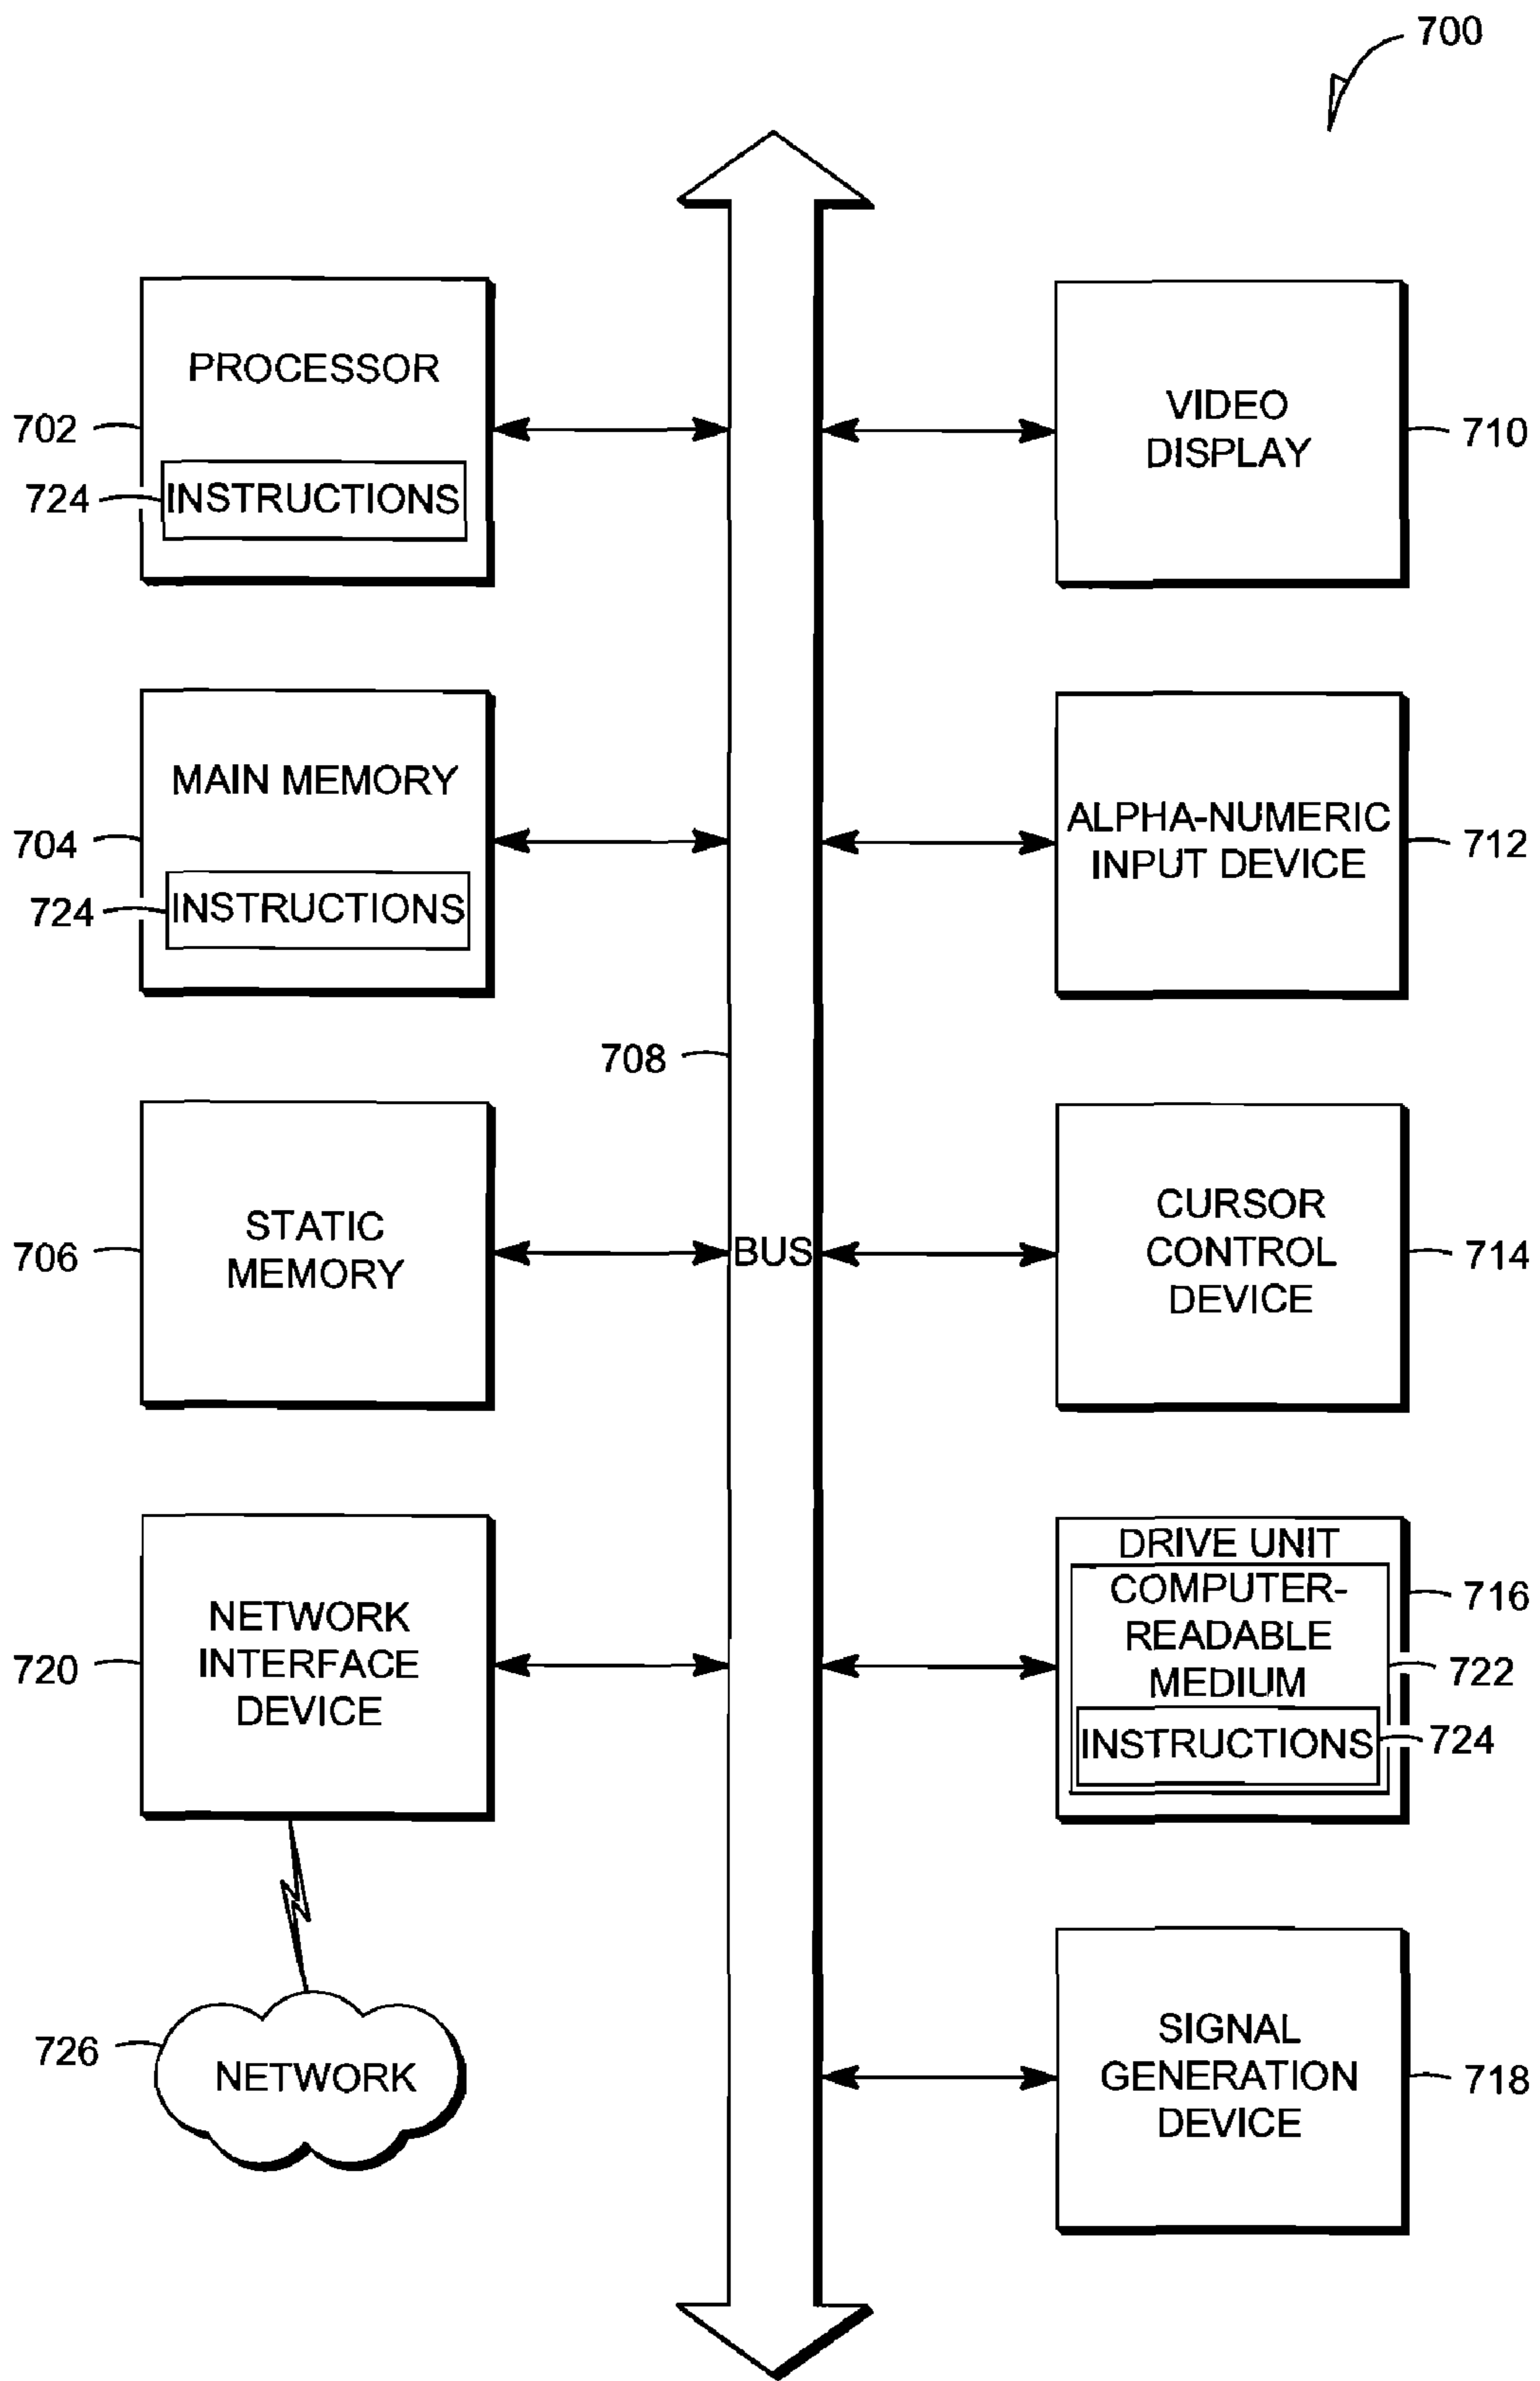 700
PROCESSOR
702
724
INSTRUCTIONS
VIDEO
DISPLAY
710
MAIN MEMORY
704
724
INSTRUCTIONS
ALPHA-NUMERIC
INPUT DEVICE
712
708
STATIC
MEMORY
706
BUS
CURSOR
CONTROL
DEVICE
714
NETWORK
INTERFACE
DEVICE
720
DRIVE UNIT
COMPUTER-
READABLE
MEDIUM
716
722
INSTRUCTIONS
724
726
NETWORK
SIGNAL
GENERATION
DEVICE
718